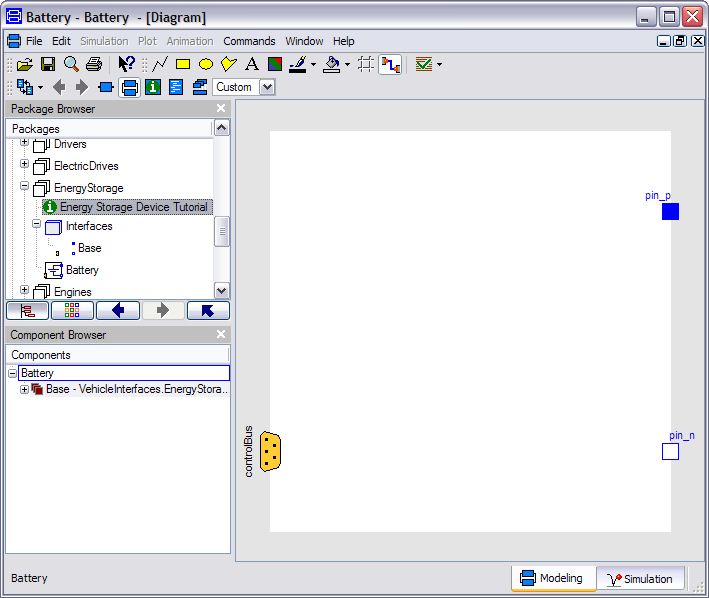 Battery - Battery - [Diagram]
File Edit Simulation Plot Animation Commands Window Help
Custom
Package Browser
Packages
Drivers
ElectricDrives
EnergyStorage
Energy Storage Device Tutorial
Interfaces
Base
Battery
Engines
Component Browser
Components
Battery
Base - VehicleInterfaces.EnergyStora...
pin_p
controlBus
pin_n
Battery
Modeling
Simulation